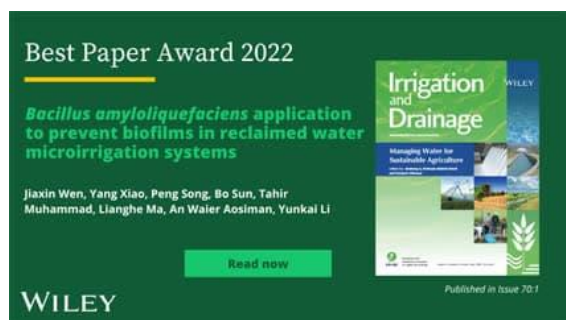 Best Paper Award 2022
Bacillus amyloliquefaciens application
to prevent biofilms in reclaimed water
microirrigation systems
Jiaxin Wen, Yang Xiao, Peng Song, Bo Sun, Tahir
Muhammad, Lianghe Ma, An Waier Aosiman, Yunkai Li
Read now
WILEY
Irrigation
and
Drainage
WILEY
Managing Water for
Sustainable Agriculture
Published in Issue 70:1